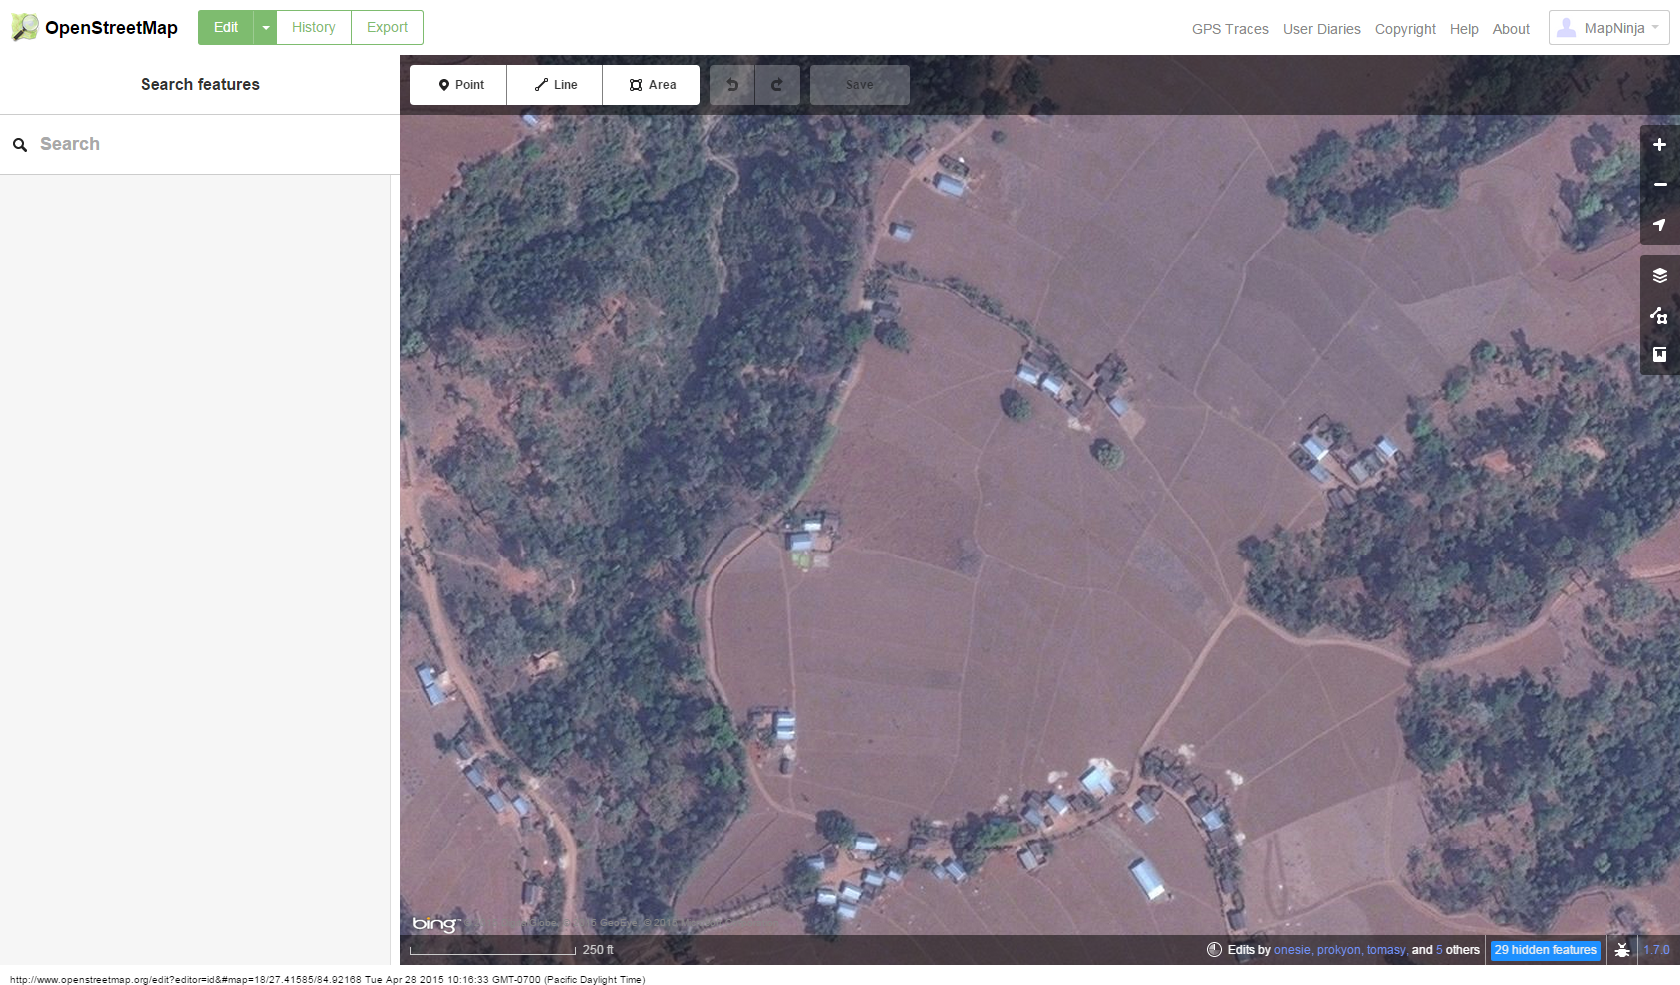 OpenStreetMap
Edit
History
Export
GPS Traces
User Diaries
Copyright
Help
About
MapNinja
Search features
Search
Point
Line
Area
Save
bing
250 ft
Edits by onesie, prokyon, tomasy, and 5 others
29 hidden features
1.7.0
http://www.openstreetmap.org/edit?editor=id&#map=18/27.41585/84.92168 Tue Apr 28 2015 10:16:33 GMT-0700 (Pacific Daylight Time)